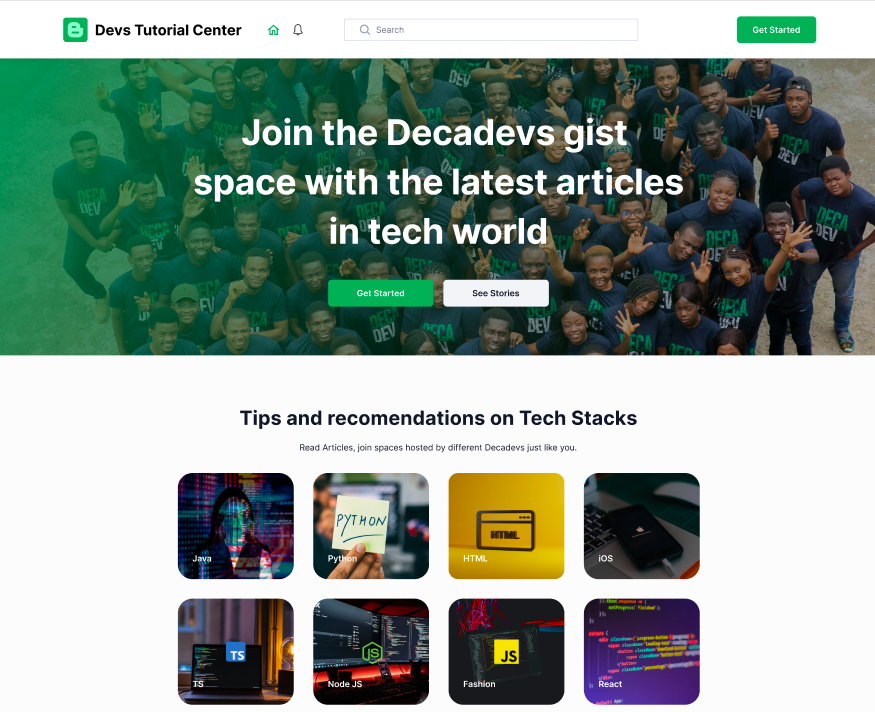 Devs Tutorial Center
Search
Get Started
Join the Decadevs gist
space with the latest articles
in tech world
Get Started
See Stories
DECA
DEV
Tips and recomendations on Tech Stacks
Read Articles, join spaces hosted by different Decadevs just like you.
Java
PYTHON
Python
HTML
HTML
iOS
TS
TS
JS
Node JS
JS
Fashion
React